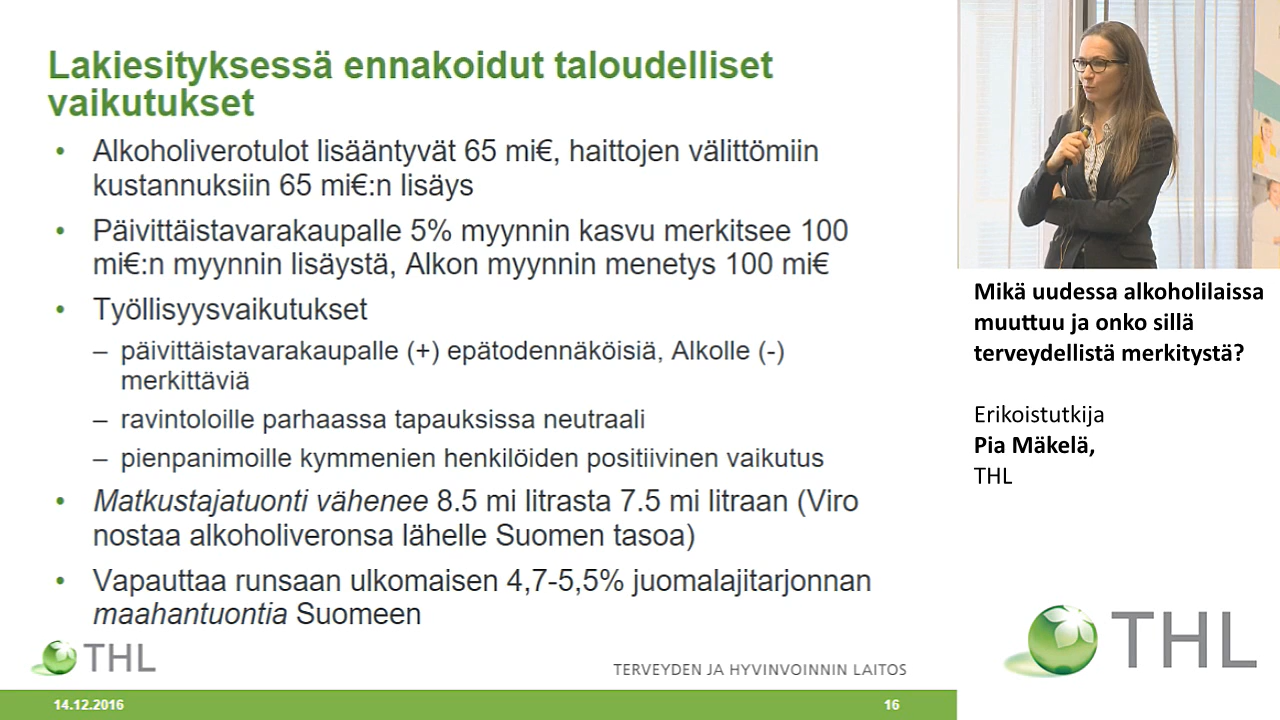 Lakiesityksessä ennakoidut taloudelliset
vaikutukset
• Alkoholiverotulot lisääntyvät 65 mi€, haittojen välittömiin
kustannuksiin 65 mi€:n lisäys
• Päivittäistavarakaupalle 5% myynnin kasvu merkitsee 100
mi€:n myynnin lisäystä, Alkon myynnin menetys 100 mi€
• Työllisyysvaikutukset
– päivittäistavarakaupalle (+) epätodennäköisiä, Alkolle (-)
merkittäviä
– ravintoloille parhaassa tapauksissa neutraali
– pienpanimoille kymmenien henkilöiden positiivinen vaikutus
• Matkustajatuonti vähenee 8.5 mi litrasta 7.5 mi litraan (Viro
nostaa alkoholiveronsa lähelle Suomen tasoa)
• Vapauttaa runsaan ulkomaisen 4,7-5,5% juomalajitarjonnan
maahantuontia Suomeen
THL
TERVEYDEN JA HYVINVOINNIN LAITOS
14.12.2016
16
Mikä uudessa alkoholilaissa
muuttuu ja onko sillä
terveydellistä merkitystä?
Erikoistutkija
Pia Mäkelä,
THL
THL